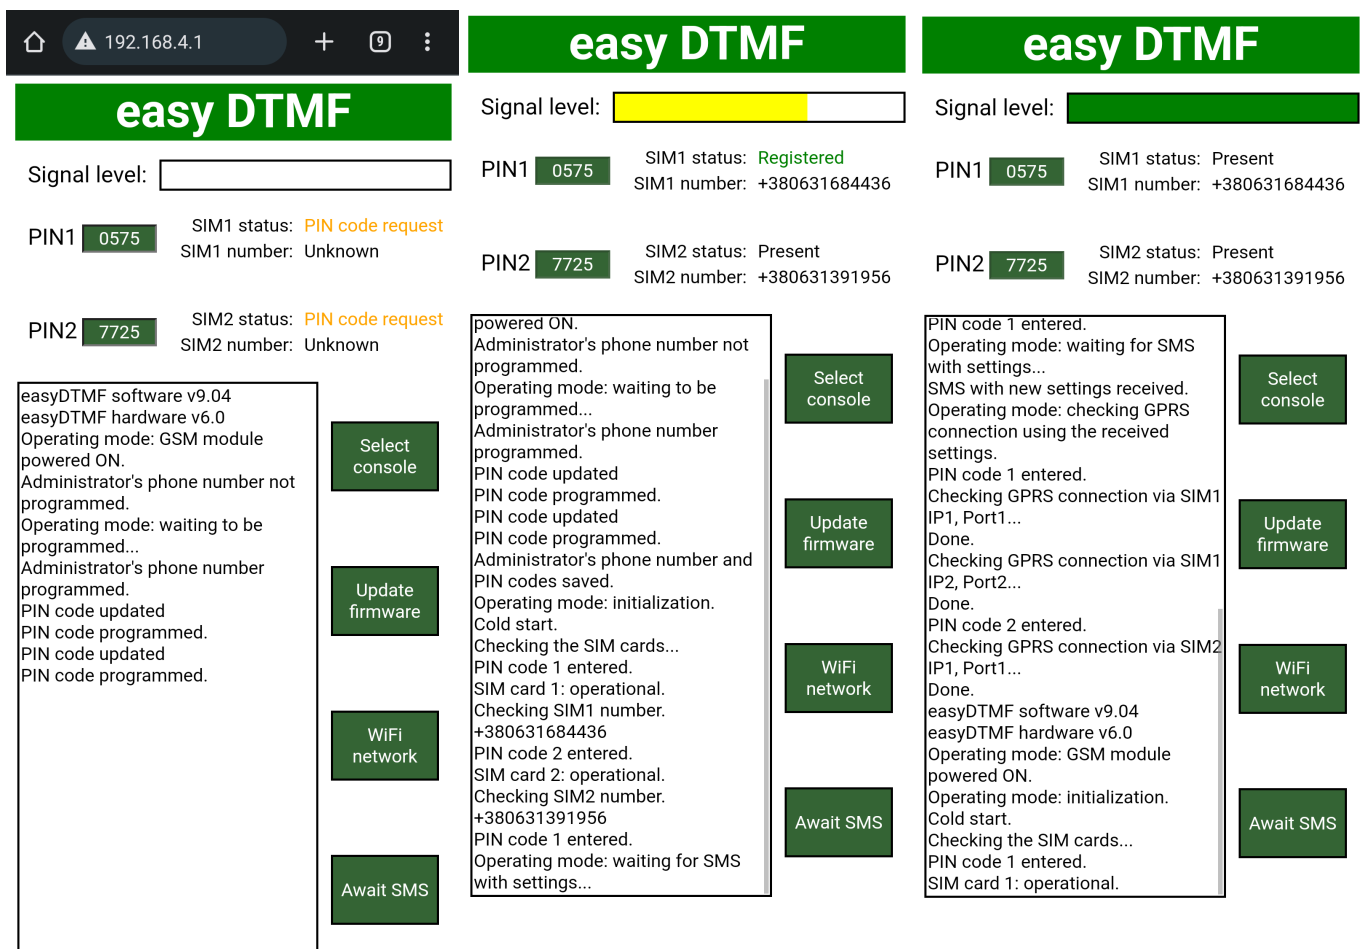 192.168.4.1
9
easy DTMF
Signal level:
PIN1 0575
SIM1 status: PIN code request
SIM1 number: Unknown
PIN2 7725
SIM2 status: PIN code request
SIM2 number: Unknown
easyDTMF software v9.04
easyDTMF hardware v6.0
Operating mode: GSM module
powered ON.
Administrator's phone number not
programmed.
Operating mode: waiting to be
programmed...
Administrator's phone number
programmed.
PIN code updated
PIN code programmed.
PIN code updated
PIN code programmed.
Select
console
Update
firmware
WiFi
network
Await SMS
easy DTMF
Signal level:
PIN1 0575
SIM1 status: Registered
SIM1 number: +380631684436
PIN2 7725
SIM2 status: Present
SIM2 number: +380631391956
powered ON.
Administrator's phone number not
programmed.
Operating mode: waiting to be
programmed...
Administrator's phone number
programmed.
PIN code updated
PIN code programmed.
PIN code updated
PIN code programmed.
Administrator's phone number and
PIN codes saved.
Operating mode: initialization.
Cold start.
Checking the SIM cards...
PIN code 1 entered.
SIM card 1: operational.
Checking SIM1 number.
+380631684436
PIN code 2 entered.
SIM card 2: operational.
Checking SIM2 number.
+380631391956
PIN code 1 entered.
Operating mode: waiting for SMS
with settings...
Select
console
Update
firmware
WiFi
network
Await SMS
easy DTMF
Signal level:
PIN1 0575
SIM1 status: Present
SIM1 number: +380631684436
PIN2 7725
SIM2 status: Present
SIM2 number: +380631391956
PIN code 1 entered.
Operating mode: waiting for SMS
with settings...
SMS with new settings received.
Operating mode: checking GPRS
connection using the received
settings.
PIN code 1 entered.
Checking GPRS connection via SIM1
IP1, Port1...
Done.
Checking GPRS connection via SIM1
IP2, Port2...
Done.
PIN code 2 entered.
Checking GPRS connection via SIM2
IP1, Port1...
Done.
easyDTMF software v9.04
easyDTMF hardware v6.0
Operating mode: GSM module
powered ON.
Operating mode: initialization.
Cold start.
Checking the SIM cards...
PIN code 1 entered.
SIM card 1: operational.
Select
console
Update
firmware
WiFi
network
Await SMS